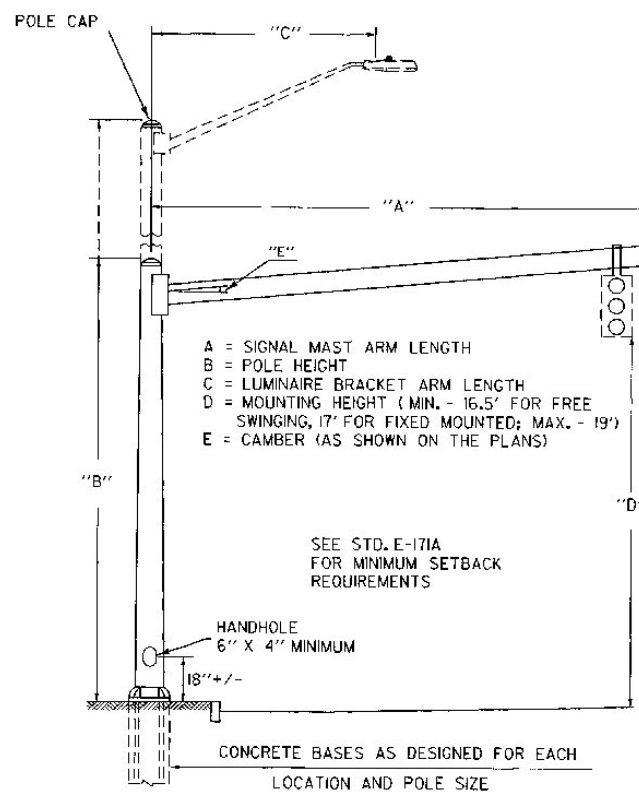 POLE CAP
"C"
"A"
"E"
A = SIGNAL MAST ARM LENGTH
B = POLE HEIGHT
C = LUMINAIRE BRACKET ARM LENGTH
D = MOUNTING HEIGHT ( MIN. - 16.5' FOR FREE
SWINGING, 17' FOR FIXED MOUNTED; MAX. - 19')
E = CAMBER (AS SHOWN ON THE PLANS)
"B"
"D"
SEE STD. E-171A
FOR MINIMUM SETBACK
REQUIREMENTS
HANDHOLE
6" X 4" MINIMUM
18"+/-
CONCRETE BASES AS DESIGNED FOR EACH
LOCATION AND POLE SIZE